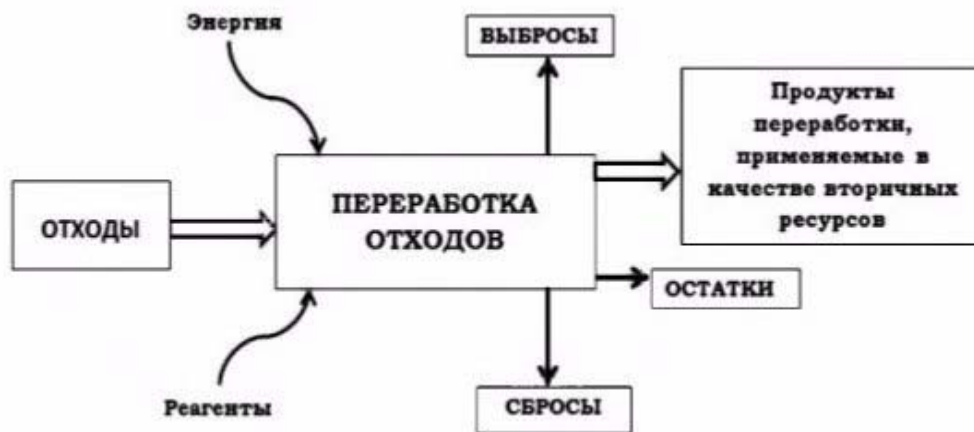 Энергия
ВЫБРОСЫ
Продукты
переработки,
применяемые в
качестве вторичных
ресурсов
ОТХОДЫ
ПЕРЕРАБОТКА
ОТХОДОВ
ОСТАТКИ
Реагенты
СБРОСЫ